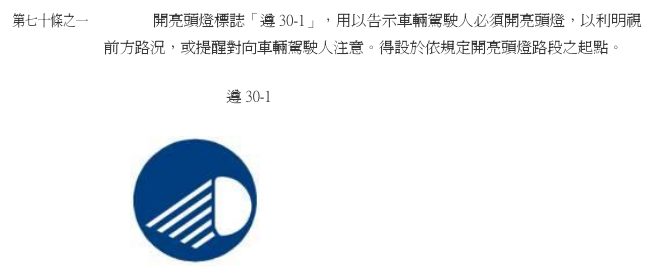 第七十條之一　開亮頭燈標誌「遵 30-1」，用以告示車輛駕駛人必須開亮頭燈，以利明視
前方路況，或提醒對向車輛駕駛人注意。得設於依規定開亮頭燈路段之起點。
遵 30-1